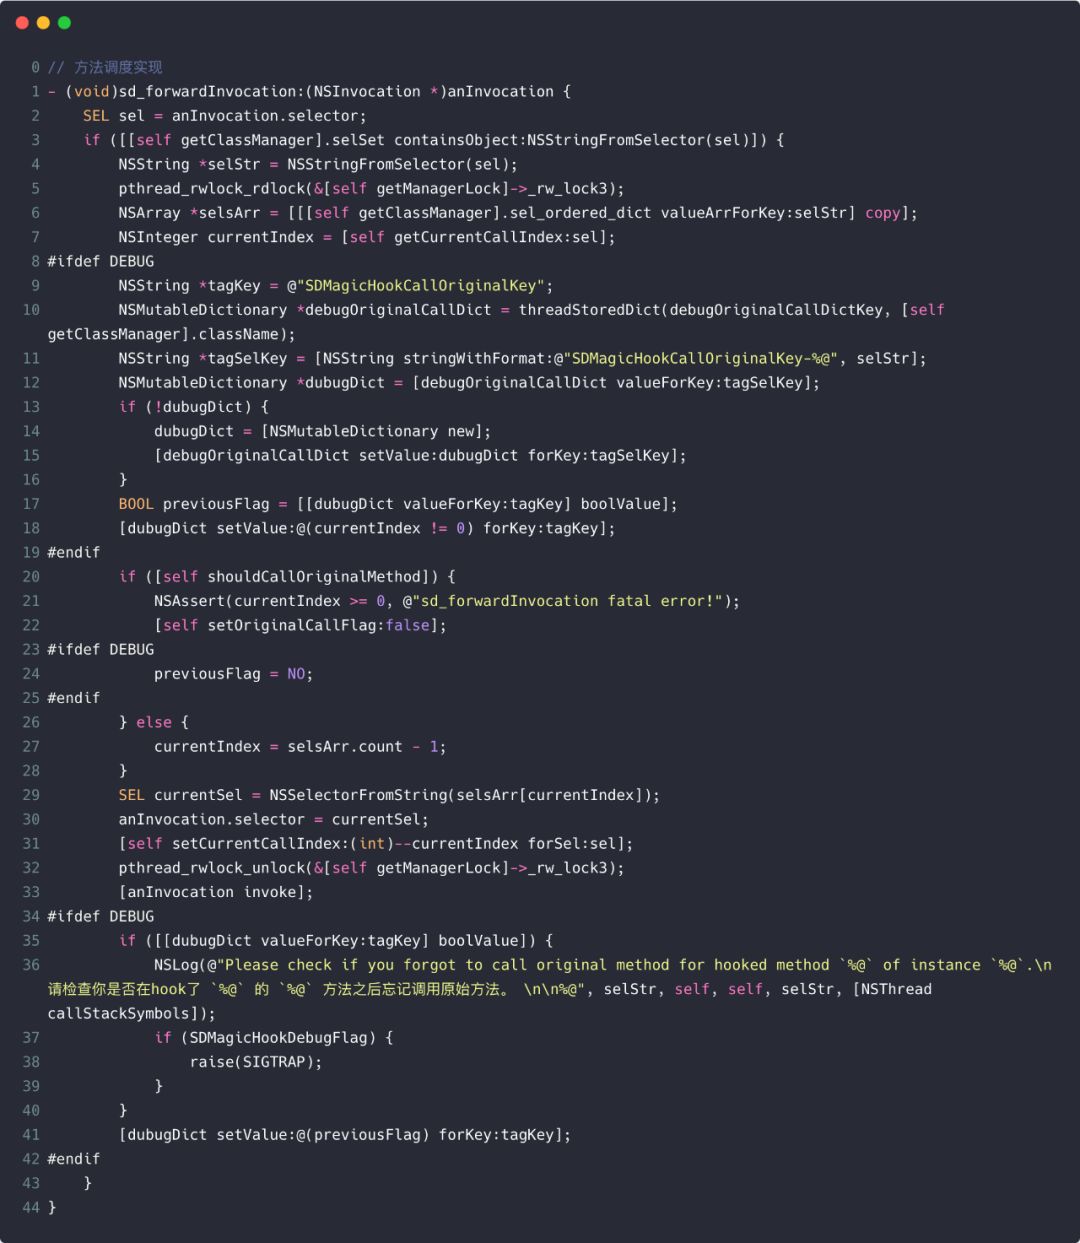 0 // 方法调度实现
1 - (void)sd_forwardInvocation:(NSInvocation *)anInvocation {
2     SEL sel = anInvocation.selector;
3     if ([[self getClassManager].selSet containsObject:NSStringFromSelector(sel)]) {
4         NSString *selStr = NSStringFromSelector(sel);
5         pthread_rwlock_rdlock(&[self getManagerLock]->_rw_lock3);
6         NSArray *selsArr = [[[self getClassManager].sel_ordered_dict valueArrForKey:selStr] copy];
7         NSInteger currentIndex = [self getCurrentCallIndex:sel];
8 #ifdef DEBUG
9         NSString *tagKey = @"SDMagicHookCallOriginalKey";
10         NSMutableDictionary *debugOriginalCallDict = threadStoredDict(debugOriginalCallDictKey, [self
getClassManager].className);
11         NSString *tagSelKey = [NSString stringWithFormat:@"SDMagicHookCallOriginalKey-%@", selStr];
12         NSMutableDictionary *dubugDict = [debugOriginalCallDict valueForKey:tagSelKey];
13         if (!dubugDict) {
14             dubugDict = [NSMutableDictionary new];
15             [debugOriginalCallDict setValue:dubugDict forKey:tagSelKey];
16         }
17         BOOL previousFlag = [[dubugDict valueForKey:tagKey] boolValue];
18         [dubugDict setValue:@(currentIndex != 0) forKey:tagKey];
19 #endif
20         if ([self shouldCallOriginalMethod]) {
21             NSAssert(currentIndex >= 0, @"sd_forwardInvocation fatal error!");
22             [self setOriginalCallFlag:false];
23 #ifdef DEBUG
24             previousFlag = NO;
25 #endif
26         } else {
27             currentIndex = selsArr.count - 1;
28         }
29         SEL currentSel = NSSelectorFromString(selsArr[currentIndex]);
30         anInvocation.selector = currentSel;
31         [self setCurrentCallIndex:(int)--currentIndex forSel:sel];
32         pthread_rwlock_unlock(&[self getManagerLock]->_rw_lock3);
33         [anInvocation invoke];
34 #ifdef DEBUG
35         if ([[dubugDict valueForKey:tagKey] boolValue]) {
36             NSLog(@"Please check if you forgot to call original method for hooked method `%@` of instance `%@`.\n
请检查你是否在hook了 `%@` 的 `%@` 方法之后忘记调用原始方法。 \n\n%@", selStr, self, self, selStr, [NSThread
callStackSymbols]);
37             if (SDMagicHookDebugFlag) {
38                 raise(SIGTRAP);
39             }
40         }
41         [dubugDict setValue:@(previousFlag) forKey:tagKey];
42 #endif
43     }
44 }